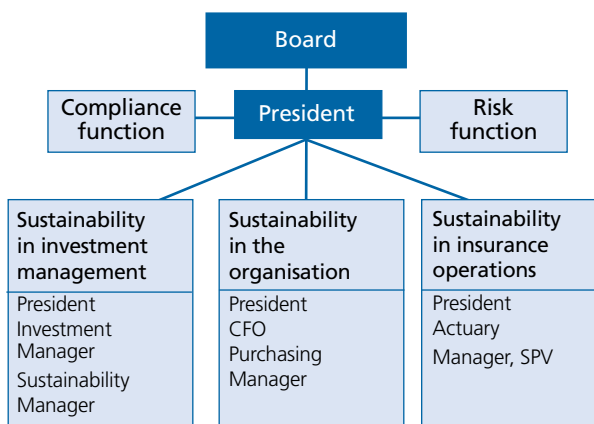 Board
Compliance
function
President
Risk
function
Sustainability
in investment
management
President
Investment
Manager
Sustainability
Manager
Sustainability
in the
organisation
President
CFO
Purchasing
Manager
Sustainability
in insurance
operations
President
Actuary
Manager, SPV